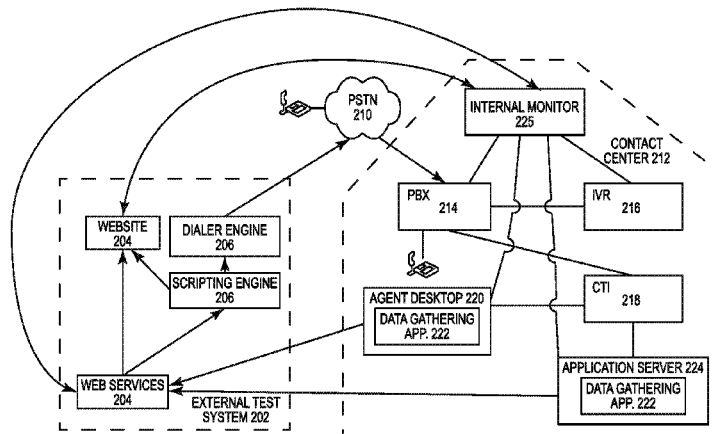 PSTN
210
INTERNAL MONITOR
225
CONTACT
CENTER 212
PBX
214
IVR
216
WEBSITE
204
DIALER ENGINE
206
SCRIPTING ENGINE
206
AGENT DESKTOP 220
DATA GATHERING
APP. 222
CTI
218
WEB SERVICES
204
EXTERNAL TEST
SYSTEM 202
APPLICATION SERVER 224
DATA GATHERING
APP. 222